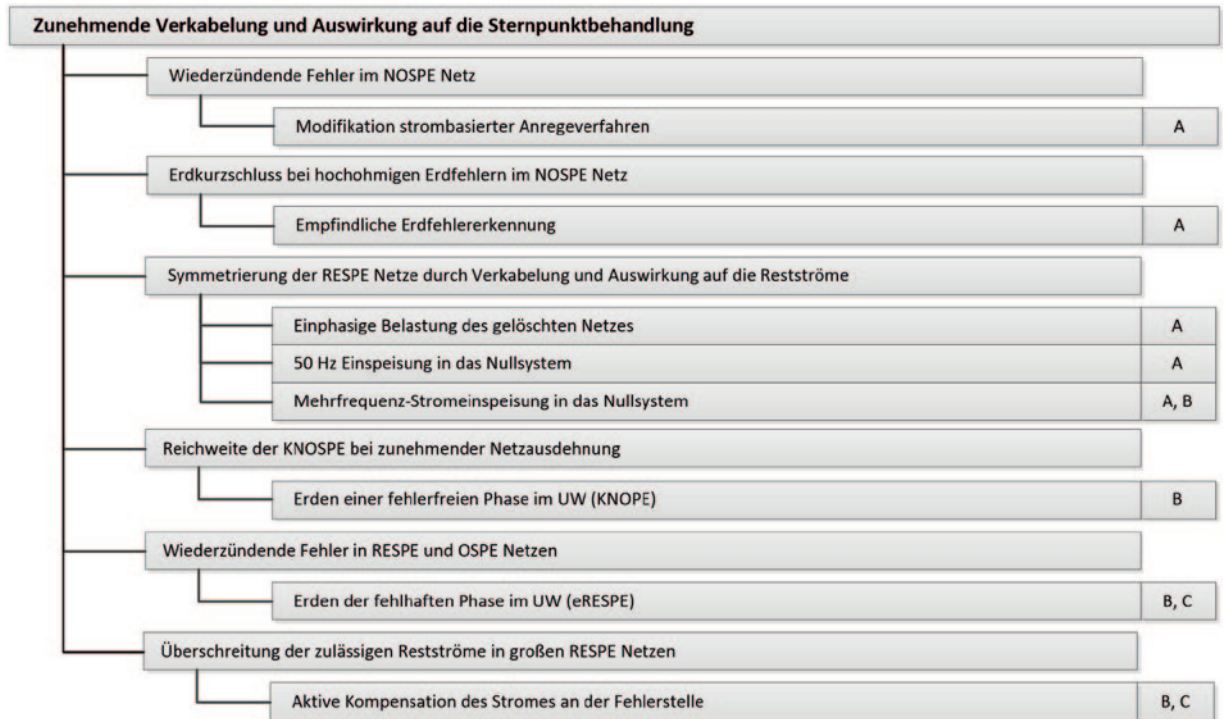 Zunehmende Verkabelung und Auswirkung auf die Sternpunktbehandlung
Wiederzündende Fehler im NOSPE Netz
Modifikation strombasierter Anregeverfahren A
Erdkurzschluss bei hochohmigen Erdfehlern im NOSPE Netz
Empfindliche Erdfehlererkennung A
Symmetrierung der RESPE Netze durch Verkabelung und Auswirkung auf die Restströme
Einphasige Belastung des gelöschten Netzes A
50 Hz Einspeisung in das Nullsystem A
Mehrfrequenz-Stromeinspeisung in das Nullsystem A, B
Reichweite der KNOSPE bei zunehmender Netzausdehnung
Erden einer fehlerfreien Phase im UW (KNOPE) B
Wiederzündende Fehler in RESPE und OSPE Netzen
Erden der fehlhaften Phase im UW (eRESPE) B, C
Überschreitung der zulässigen Restströme in großen RESPE Netzen
Aktive Kompensation des Stromes an der Fehlerstelle B, C